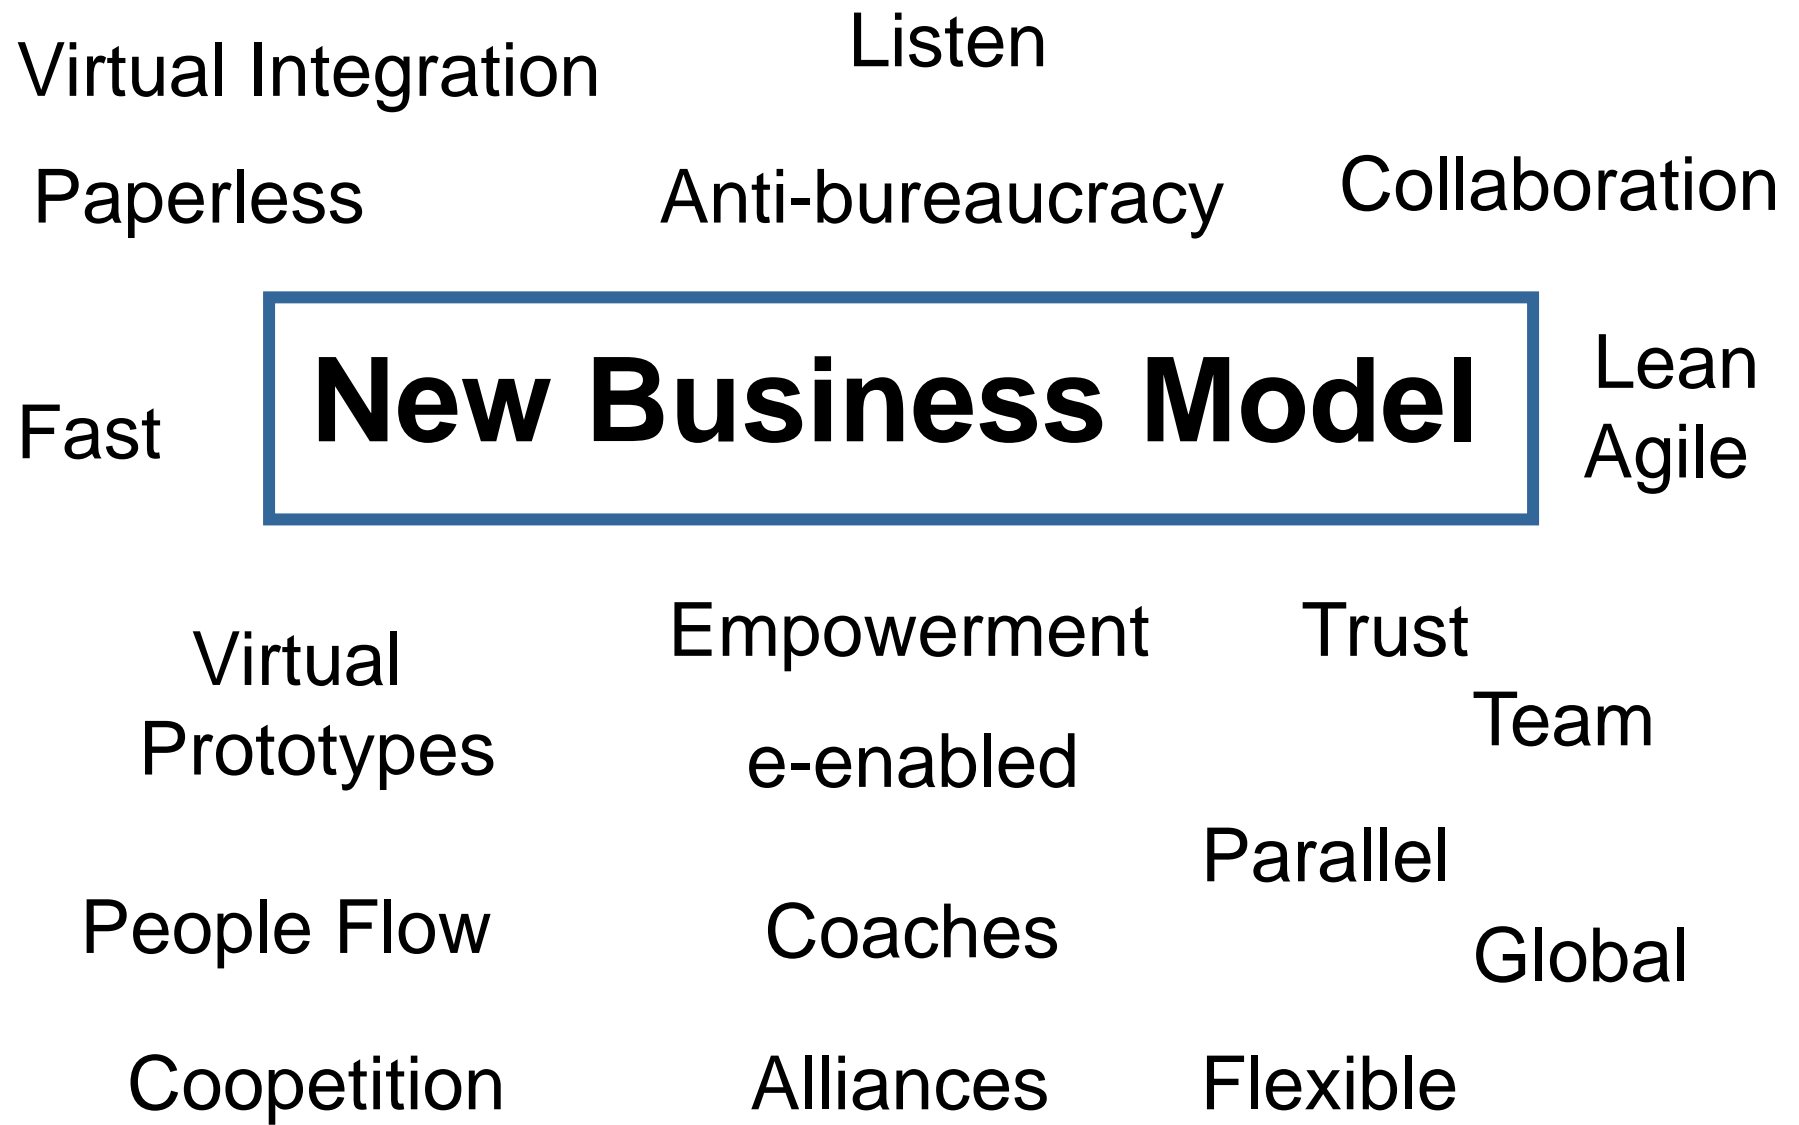 Virtual Integration
Listen
Paperless
Anti-bureaucracy
Collaboration
Fast
New Business Model
Lean
Agile
Virtual
Prototypes
Empowerment
Trust
Team
e-enabled
Parallel
People Flow
Coaches
Global
Coopetition
Alliances
Flexible